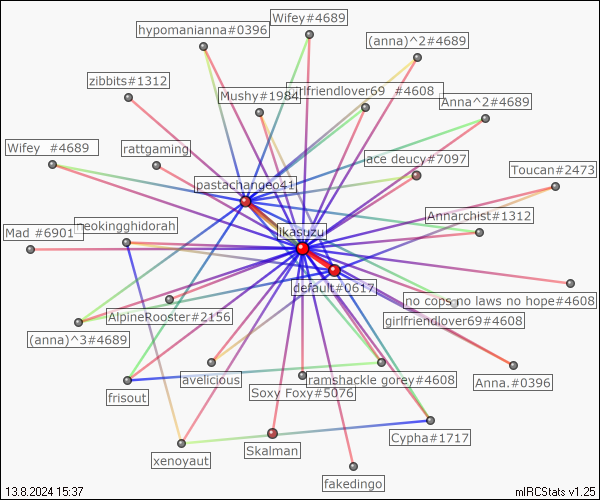 Wifey#4689
hypomanianna#0396
(anna)^2#4689
zibbits#1312
Mushy#1984
girlfriendlover69 #4608
Anna^2#4689
Wifey #4689
rattgaming
ace deucy#7097
Toucan#2473
pastachangeo41
Annarchist#1312
Mad #6901
neokingghidorah
Ikasuzu
default#0617
no cops no laws no hope#4608
AlpineRooster#2156
girlfriendlover69#4608
(anna)^3#4689
avelicious
ramshackle gorey#4608
Anna.#0396
frisout
Soxy Foxy#5076
Cypha#1717
Skalman
xenoyaut
fakedingo
13.8.2024 15:37
mIRCStats v1.25